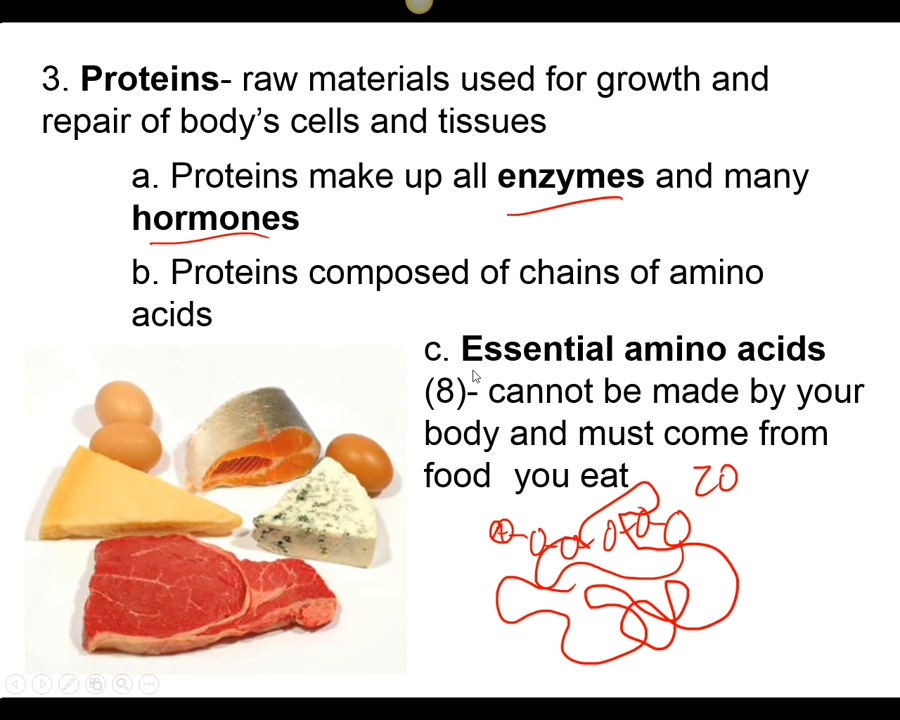 3. Proteins- raw materials used for growth and
repair of body's cells and tissues
a. Proteins make up all enzymes and many
hormones
b. Proteins composed of chains of amino
acids
c. Essential amino acids
(8)- cannot be made by your
body and must come from
food you eat
20
A